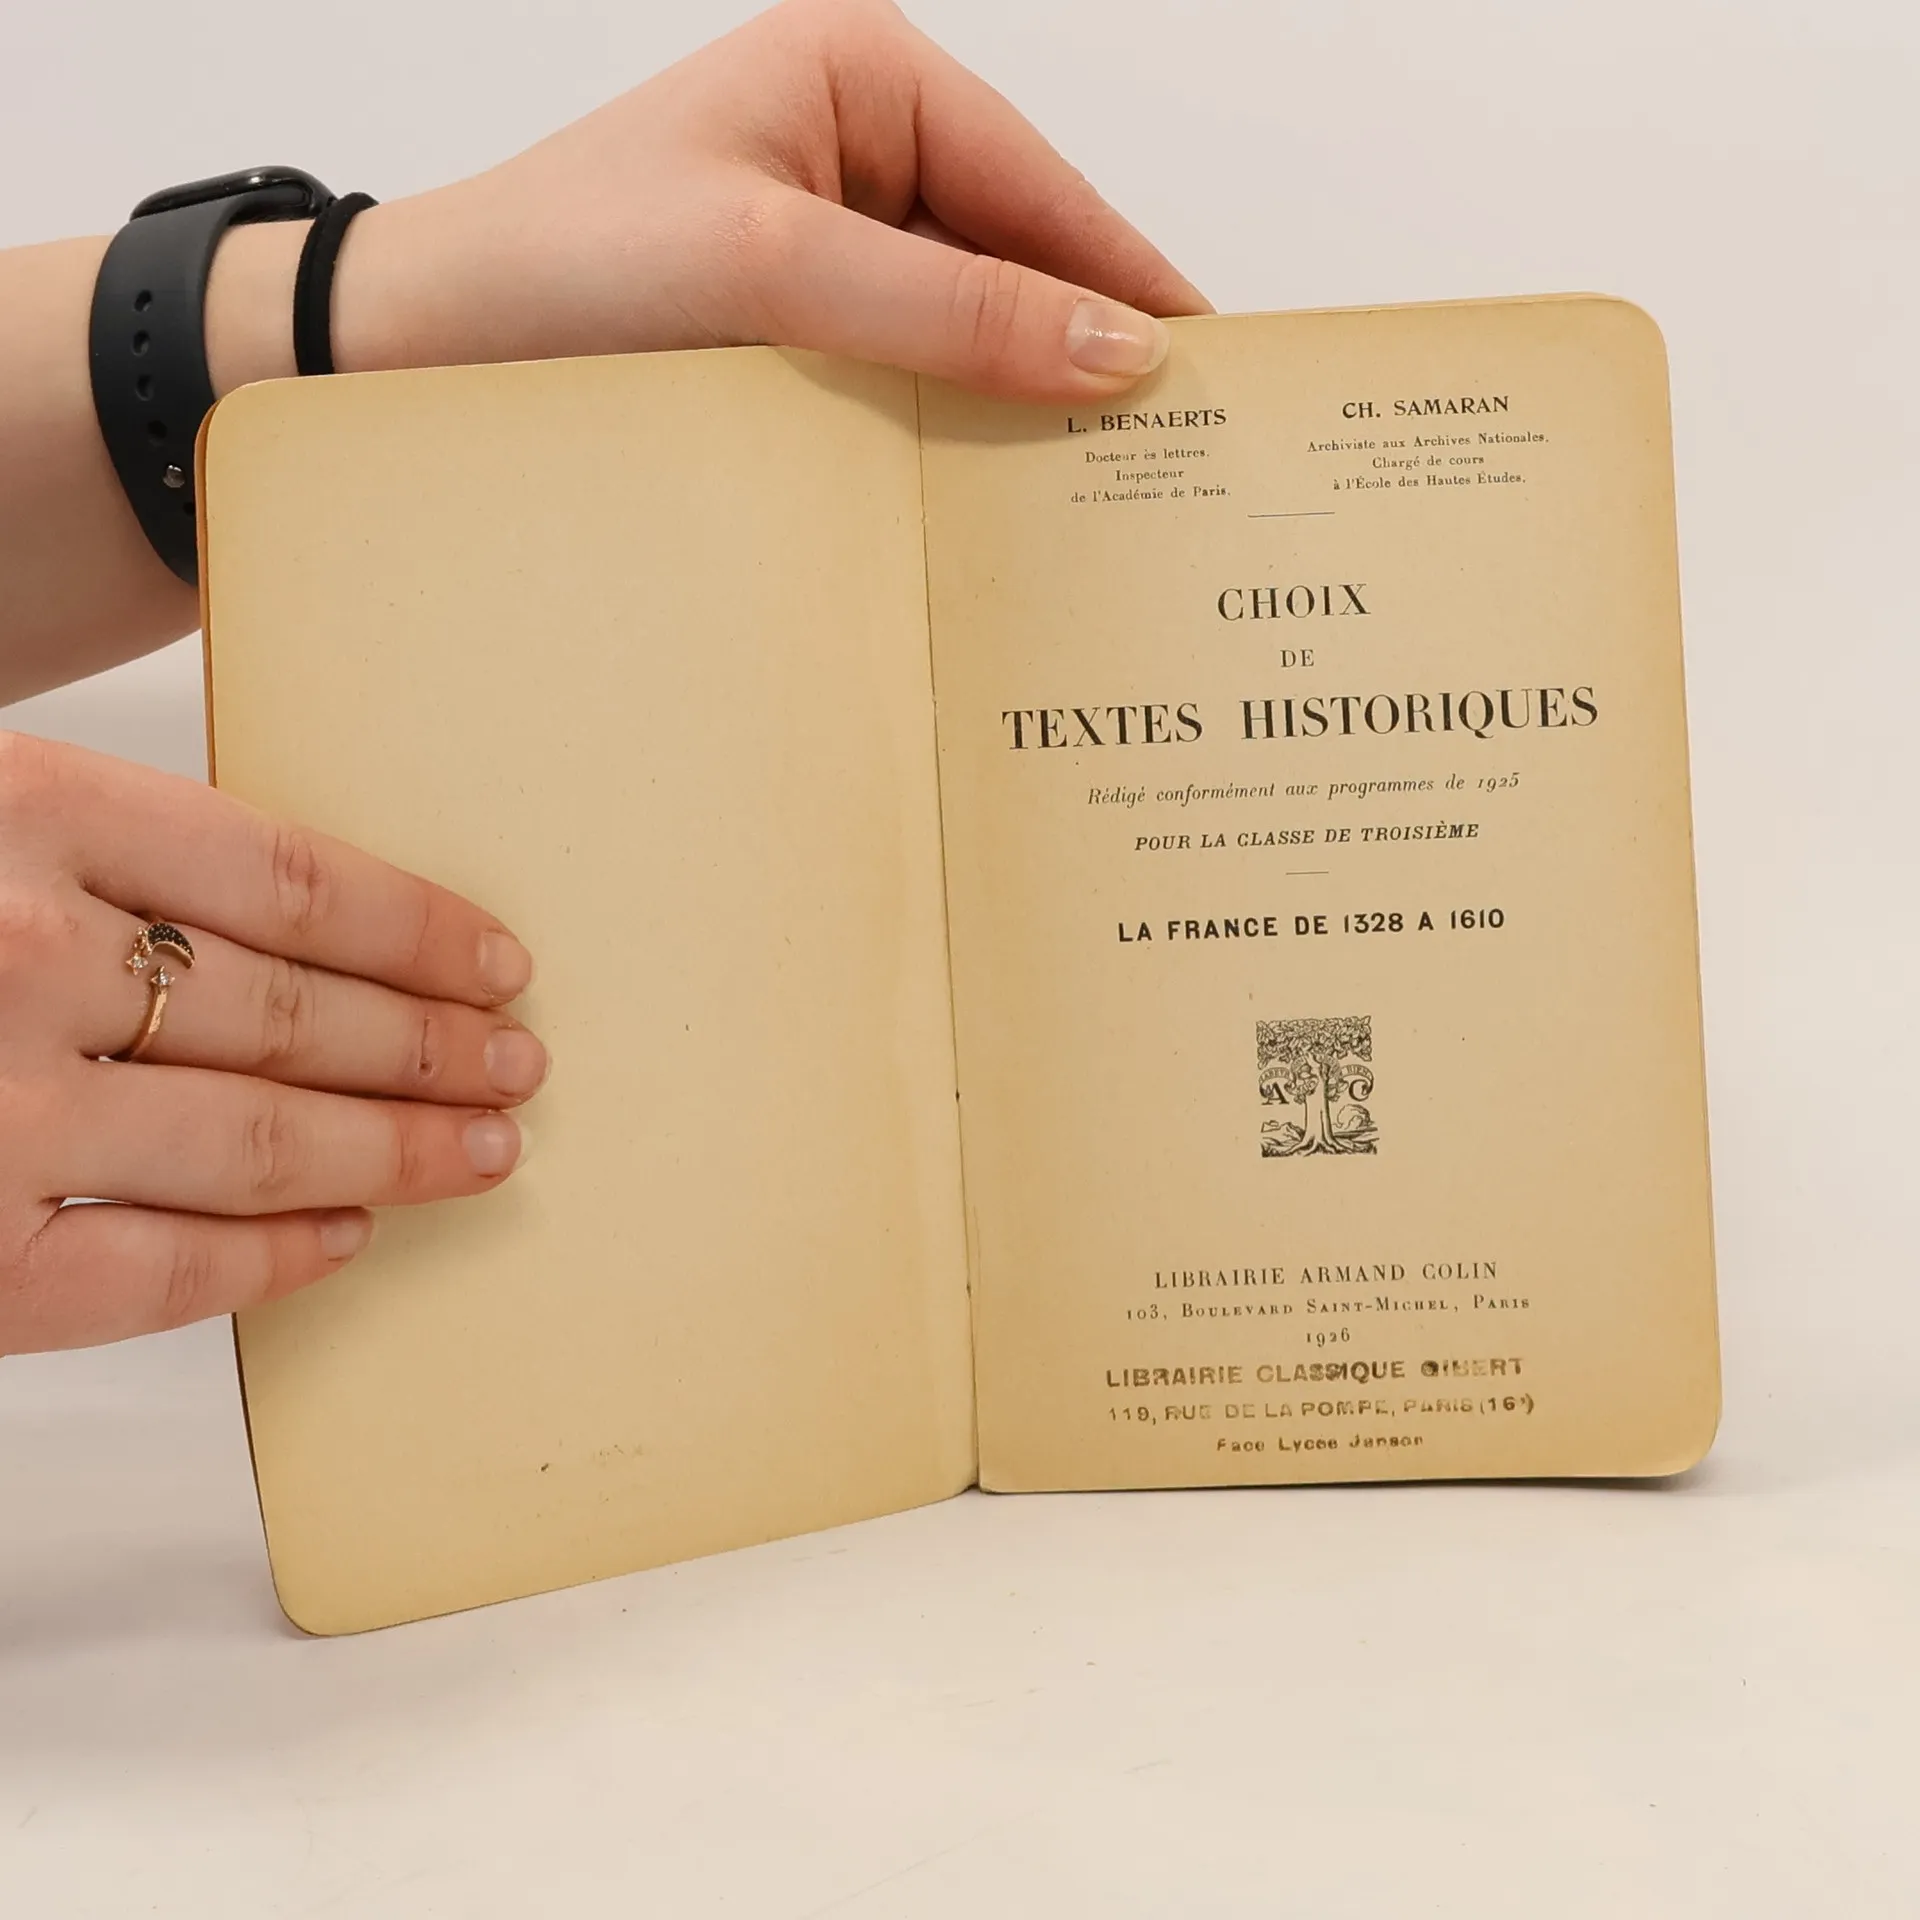 L. BENAERTS
Docteur ès lettres.
Inspecteur
de l'Académie de Paris.
CH. SAMARAN
Archiviste aux Archives Nationales.
Chargé de cours
à l'École des Hautes Études.
CHOIX
DE
TEXTES HISTORIQUES
Rédigé conformément aux programmes de 1925
POUR LA CLASSE DE TROISIÈME
LA FRANCE DE 1328 A 1610
A C
LIBRAIRIE ARMAND COLIN
103, BOULEVARD SAINT-MICHEL, PARIS
1926
LIBRAIRIE CLASSIQUE GIBERT
119, RUE DE LA POMPE, PARIS (16e)
Face Lycée Janson